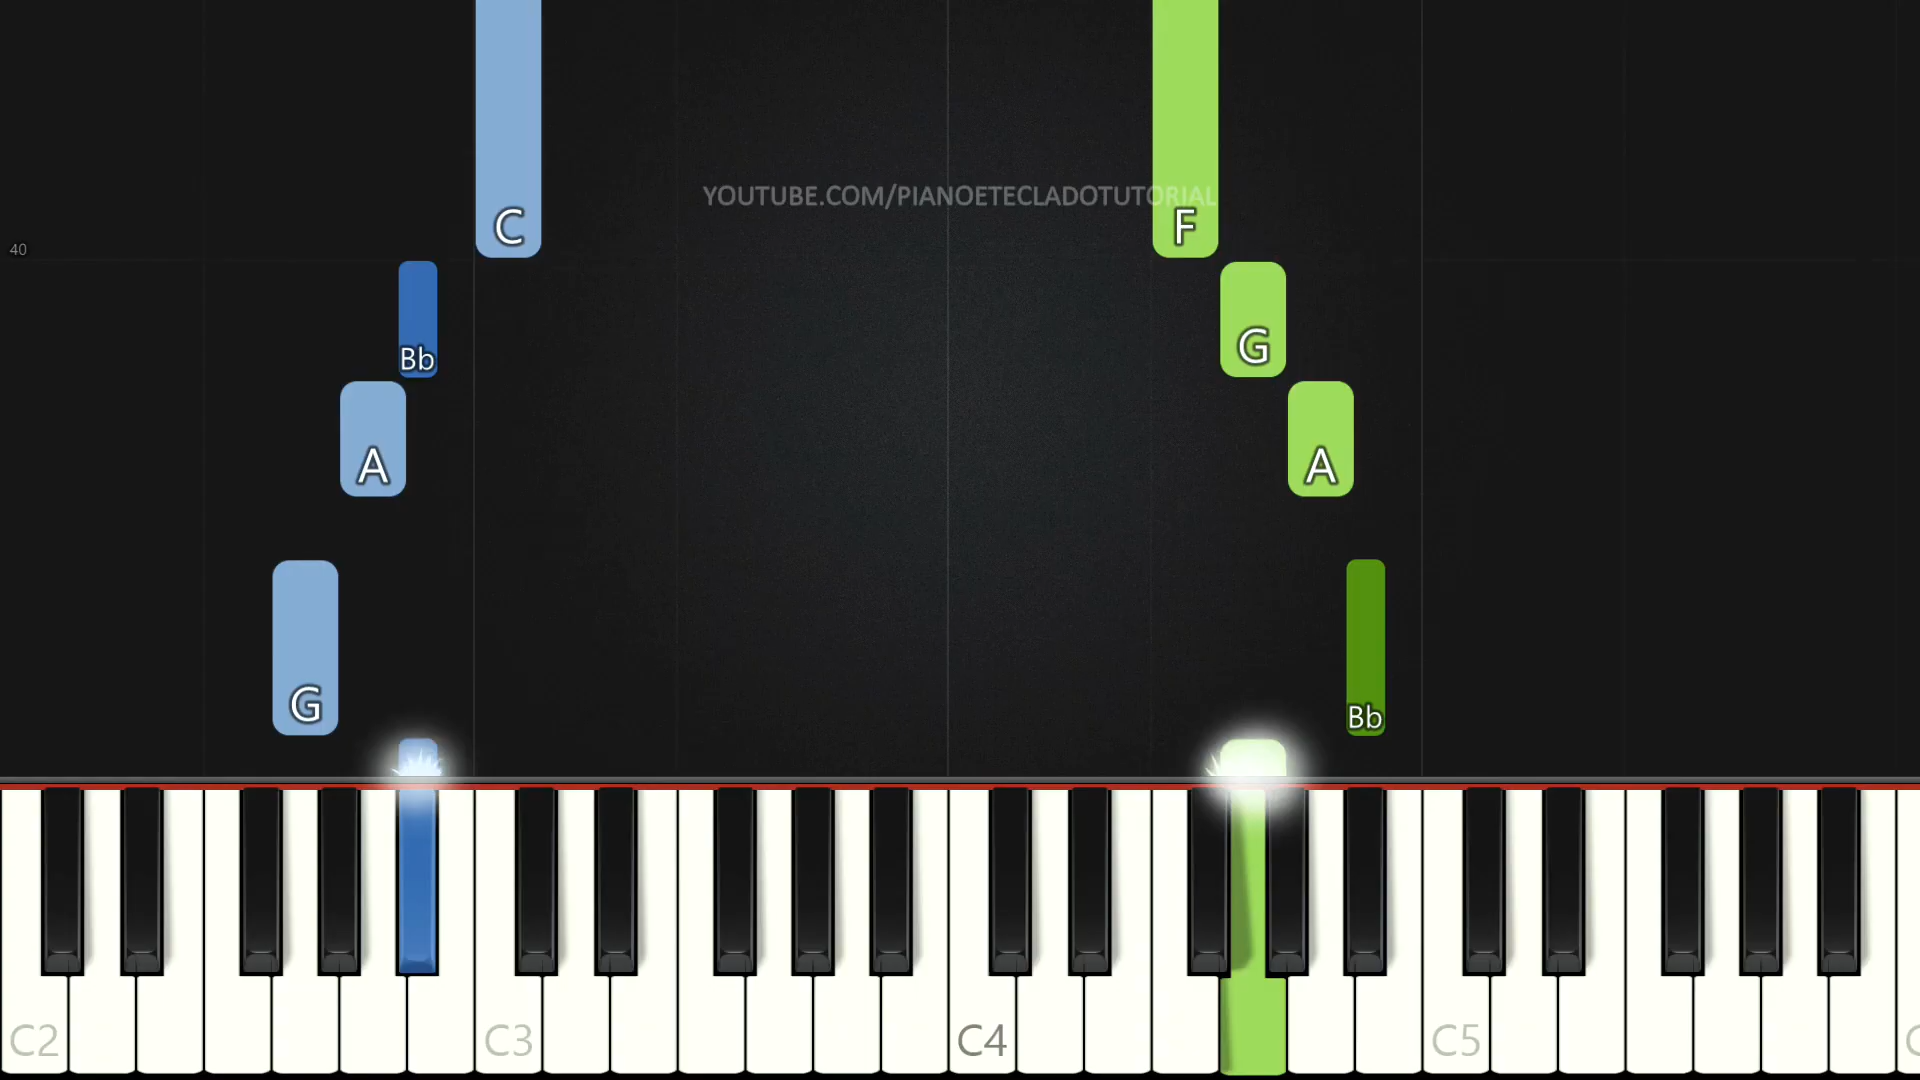 C
YOUTUBE.COM/PIANOETECLADOTUTORIAL
F
40
Bb
G
A
A
G
Bb
C2
C3
C4
C5
C